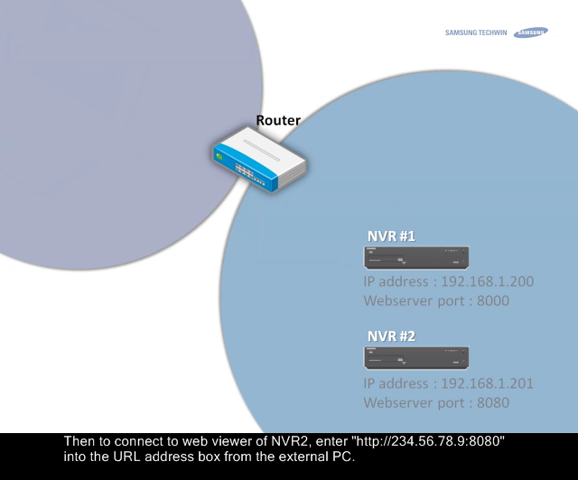 SAMSUNG TECHWIN SAMSUNG
Router
NVR #1
IP address : 192.168.1.200
Webserver port : 8000
NVR #2
IP address : 192.168.1.201
Webserver port : 8080
Then to connect to web viewer of NVR2, enter "http://234.56.78.9:8080"
into the URL address box from the external PC.